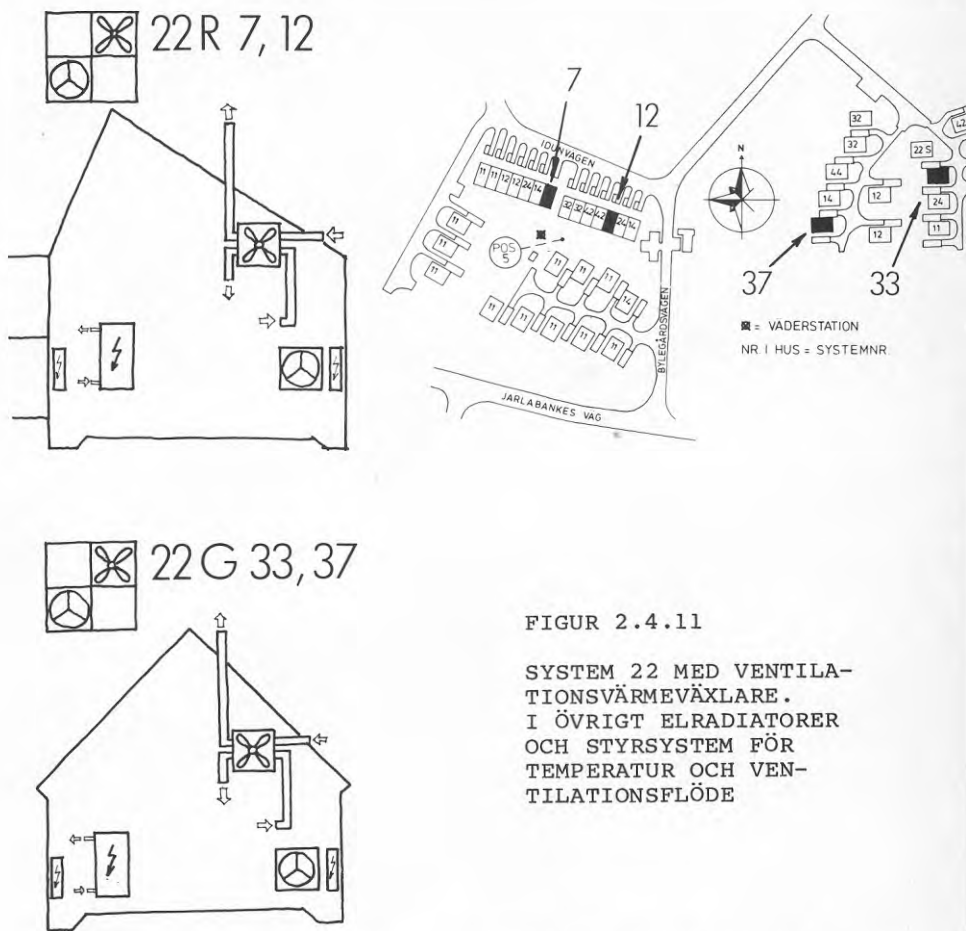 22R 7, 12
7
12
IDUNVÄGEN
11 11 12 12 24 14
32 32 42 42 24 14
11
11
11
POS 5
11 11 11 14
11 11 11 11 11
BYLEGÅRDSVÄGEN
JARLABANKES VÄG
N
32
32
44
14
12
12
22 S
24
11
42
37
33
= VÄDERSTATION
NR I HUS = SYSTEMNR.
22 G 33, 37
FIGUR 2.4.11
SYSTEM 22 MED VENTILA-
TIONSVÄRMEVÄXLARE.
I ÖVRIGT ELRADIATORER
OCH STYRSYSTEM FÖR
TEMPERATUR OCH VEN-
TILATIONSFLÖDE